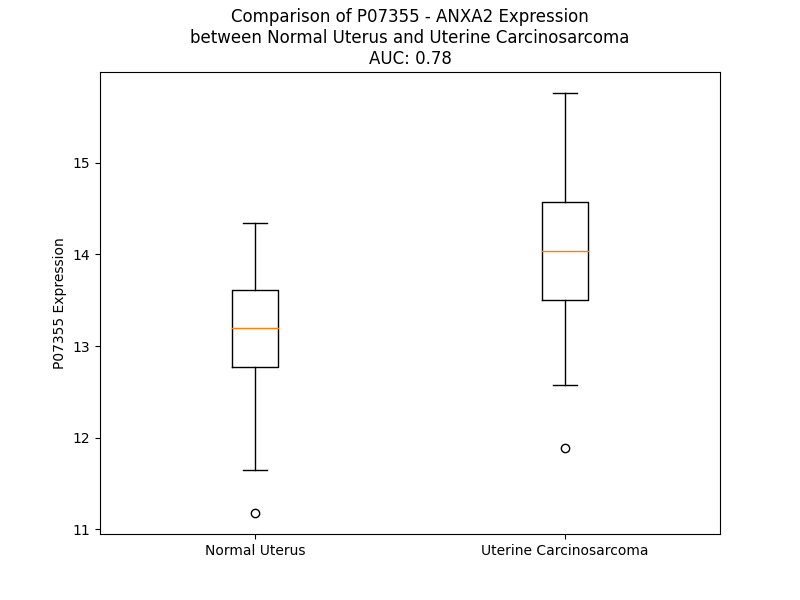 Comparison of P07355 - ANXA2 Expression
between Normal Uterus and Uterine Carcinosarcoma
AUC: 0.78
P07355 Expression
15
14
13
12
11
Normal Uterus
Uterine Carcinosarcoma